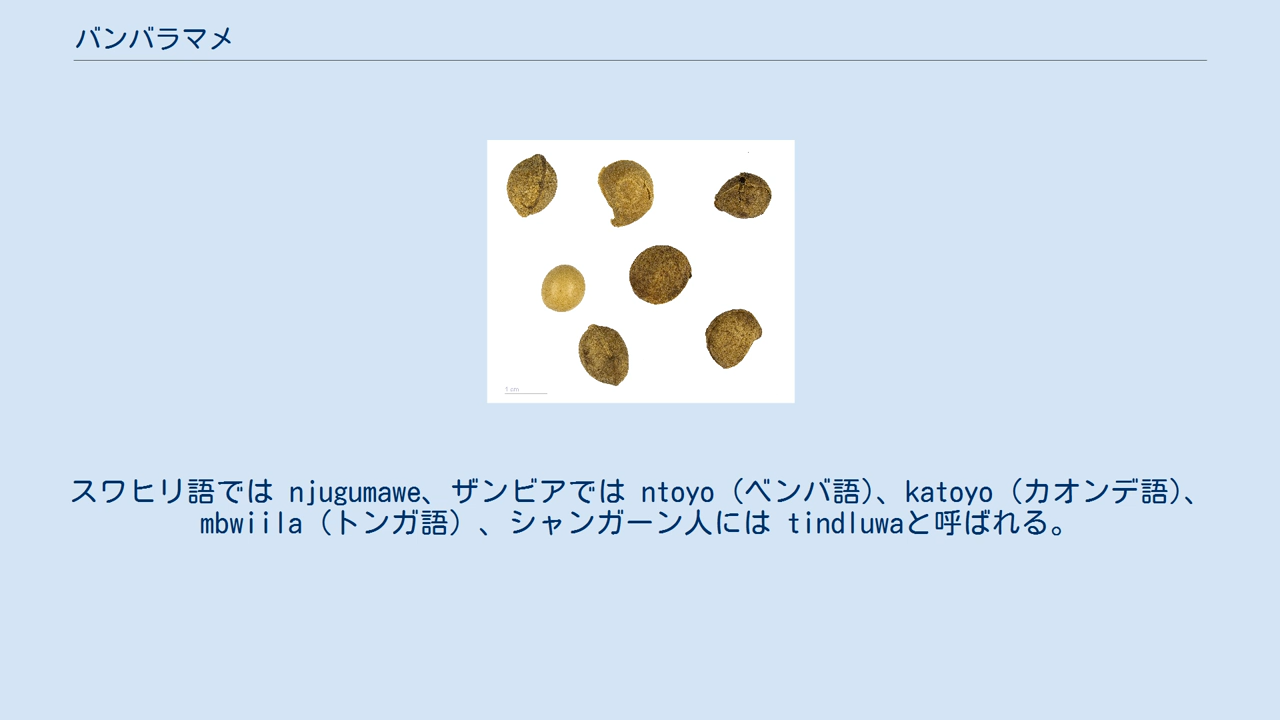 バンバラマメ
1 cm
スワヒリ語では njugumawe、ザンビアでは ntoyo（ベンバ語）、katoyo（カオンデ語）、
mbwiila（トンガ語）、シャンガーン人には tindluwaと呼ばれる。